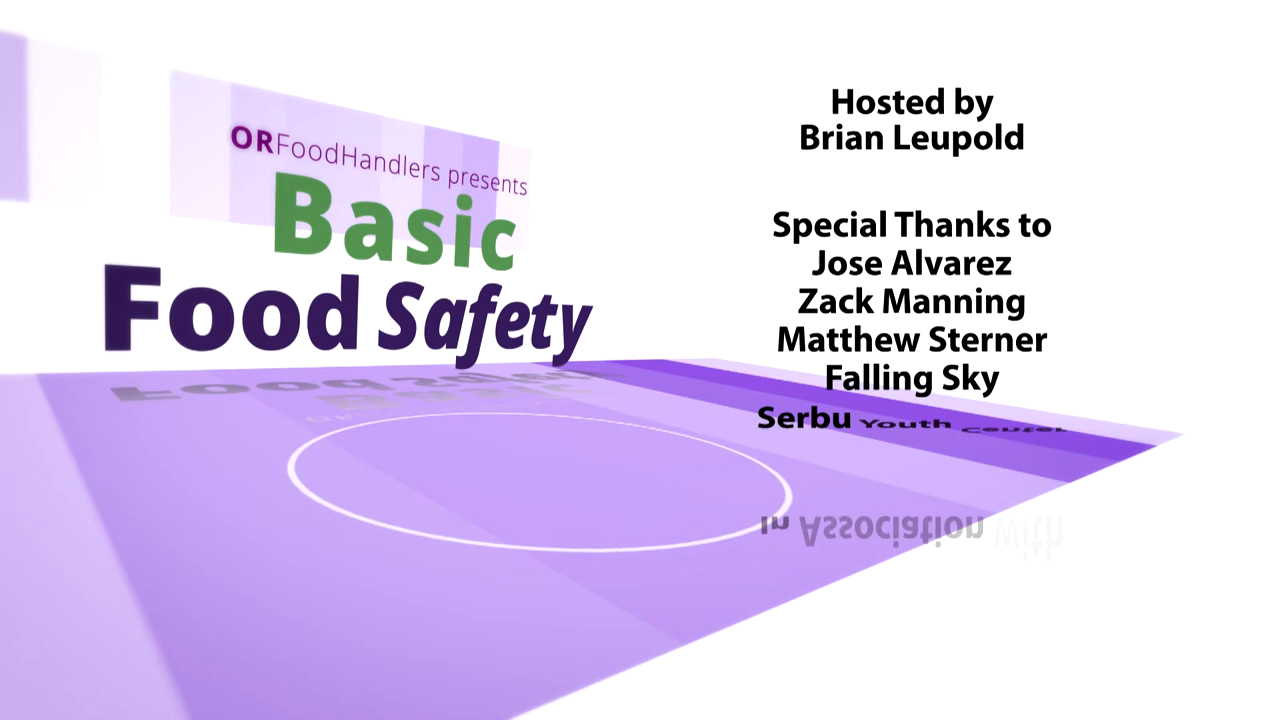 ORFoodHandlers presents
Basic
Food Safety
Hosted by
Brian Leupold
Special Thanks to
Jose Alvarez
Zack Manning
Matthew Sterner
Falling Sky
Serbu Youth Center
In Association with